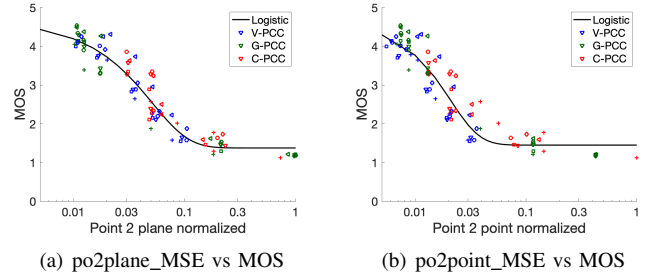 5
4
3
2
1
0
MOS
Logistic
V-PCC
G-PCC
C-PCC
0.01 0.03 0.1 0.3 1
Point 2 plane normalized
(a) po2plane_MSE vs MOS
5
4
3
2
1
0
MOS
Logistic
V-PCC
G-PCC
C-PCC
0.01 0.03 0.1 0.3 1
Point 2 point normalized
(b) po2point_MSE vs MOS